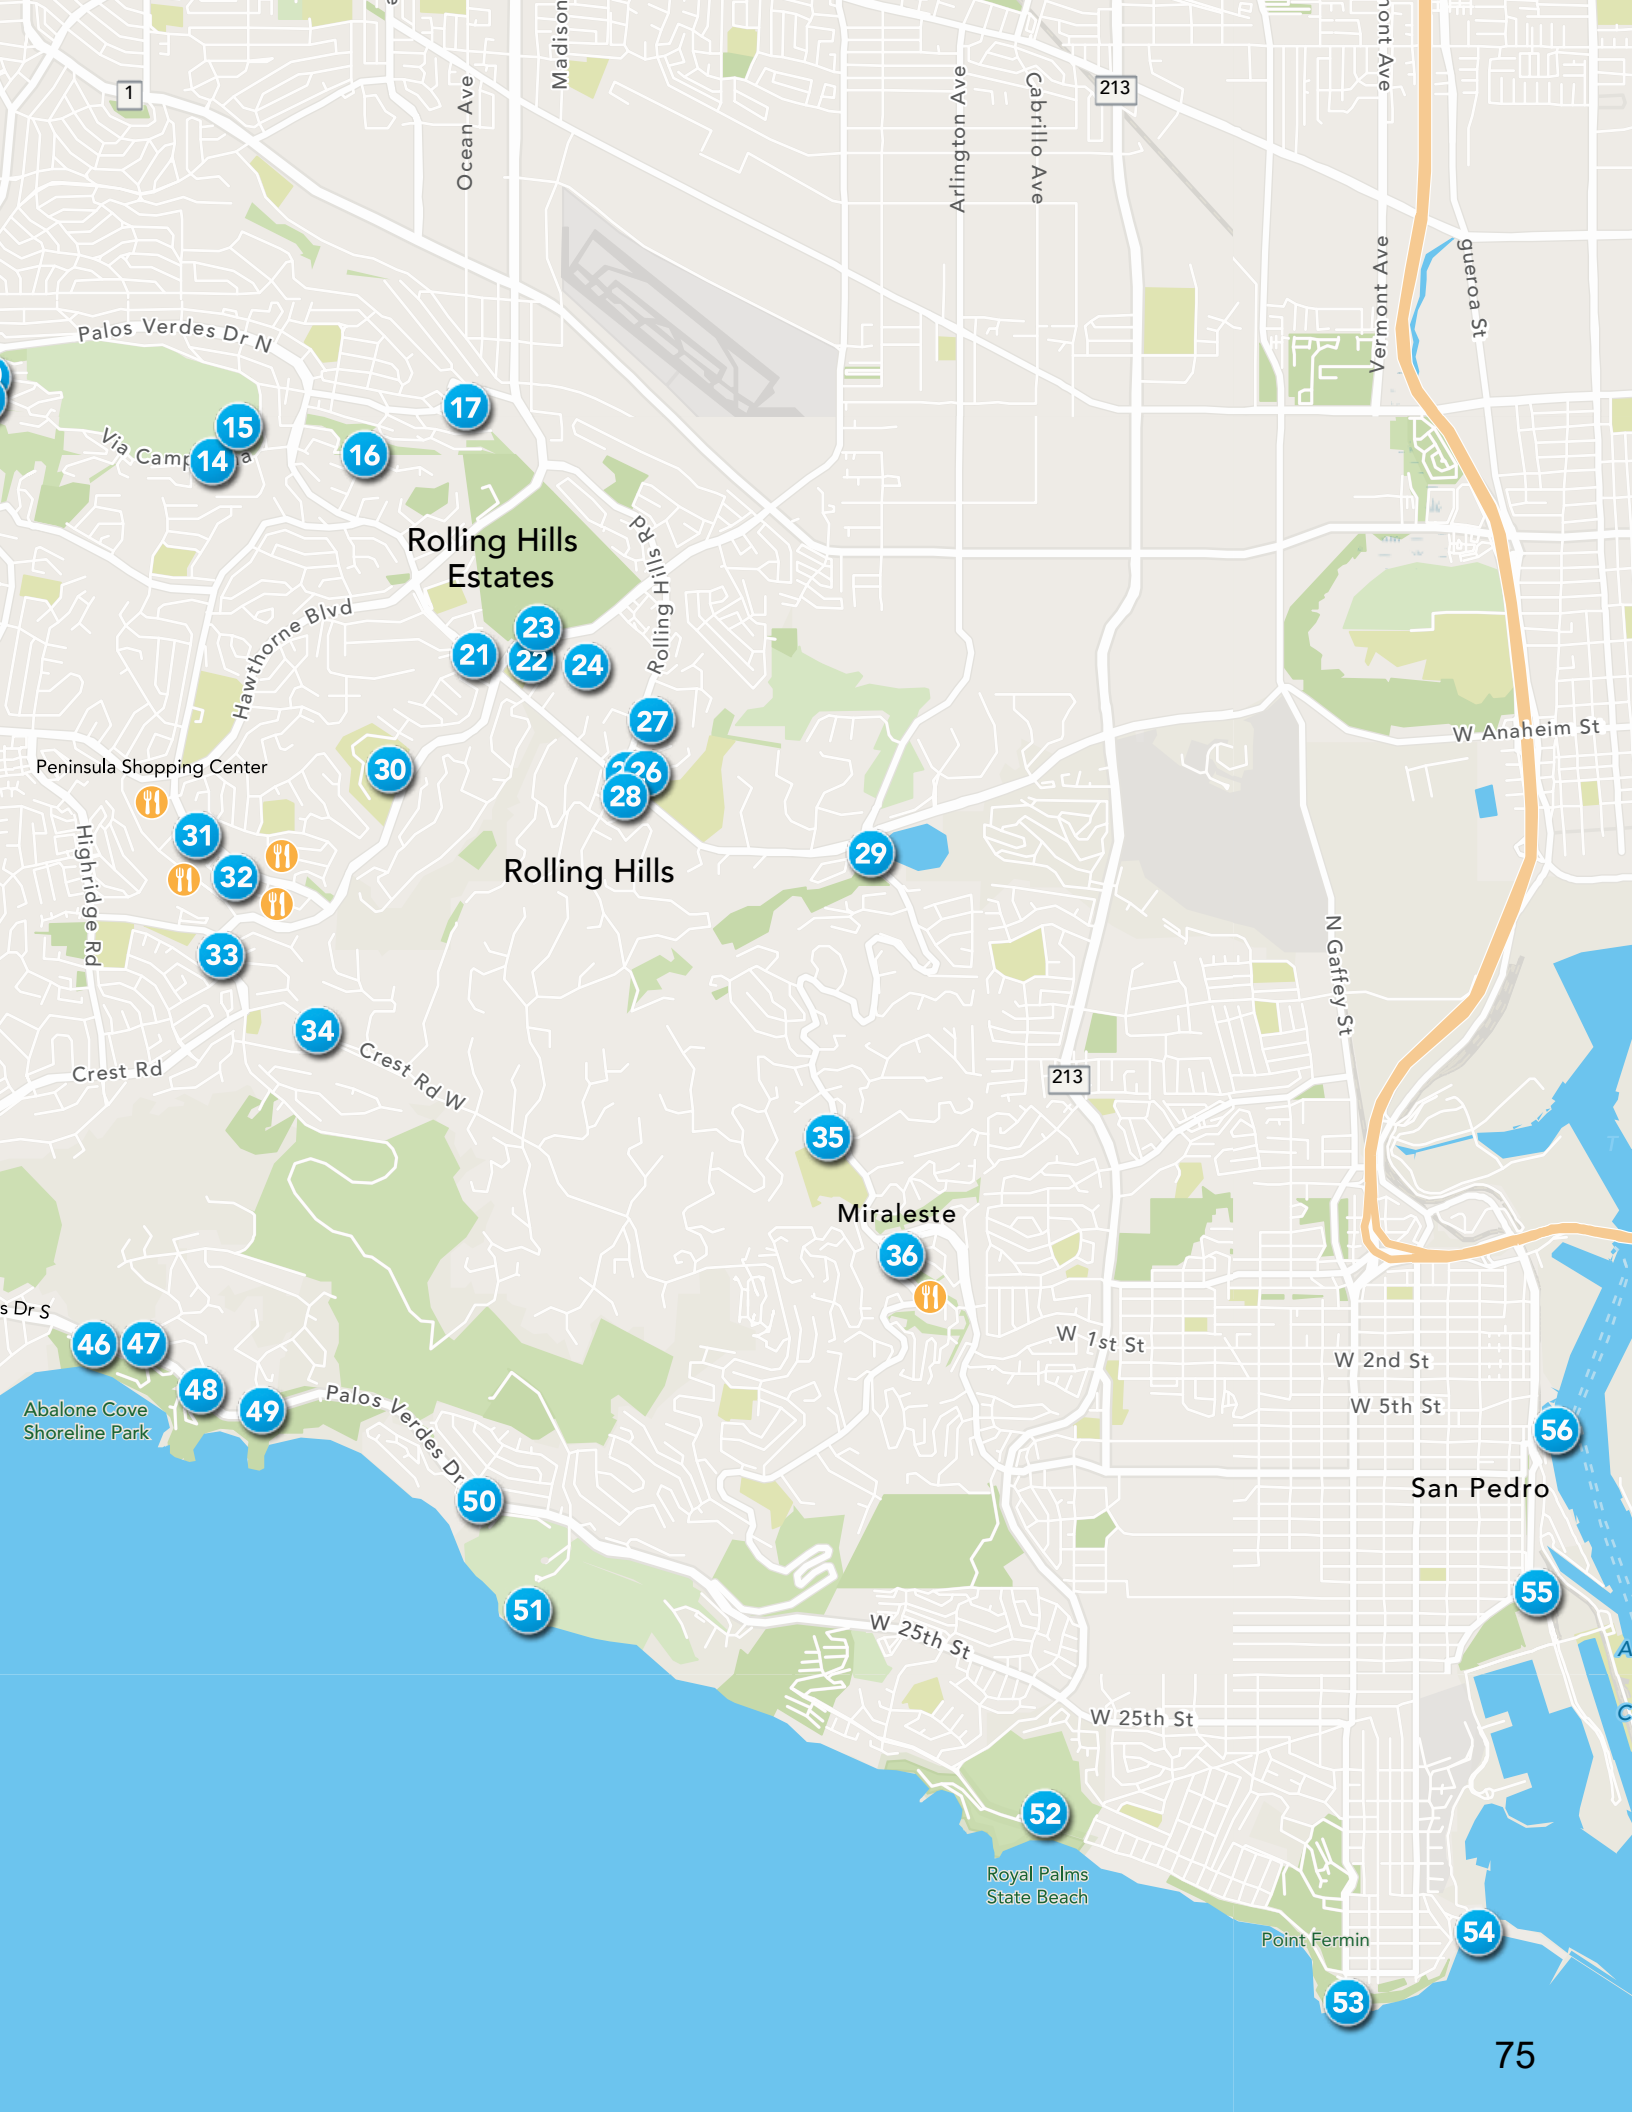 Madison
1
Ocean Ave
Arlington Ave
Cabrillo Ave
213
mont Ave
Vermont Ave
gueroa St
Palos Verdes Dr N
17
15
Via Camp a
14
16
Rolling Hills
Estates
Rolling Hills Rd
Hawthorne Blvd
23
21
22
24
27
W Anaheim St
Peninsula Shopping Center
30
26
28
31
29
32
Rolling Hills
Highridge Rd
33
N Gaffey St
34
Crest Rd
Crest Rd W
213
35
Miraleste
36
s Dr S
46
47
W 1st St
W 2nd St
48
49
Palos Verdes Dr
Abalone Cove
Shoreline Park
W 5th St
56
San Pedro
50
51
55
W 25th St
A
W 25th St
C
52
Royal Palms
State Beach
Point Fermin
54
53
75